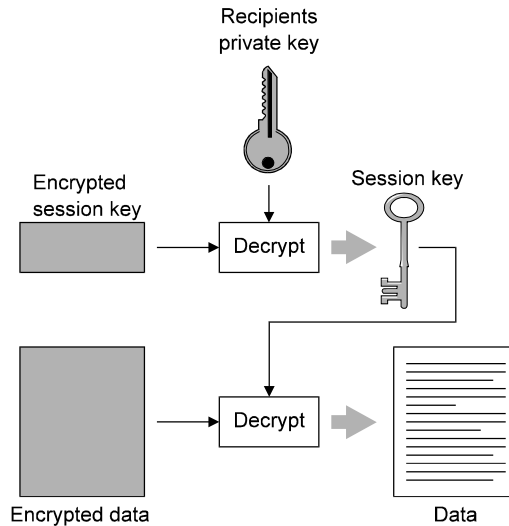 Recipients
private key
Encrypted
session key
Session key
Decrypt
Decrypt
Encrypted data
Data